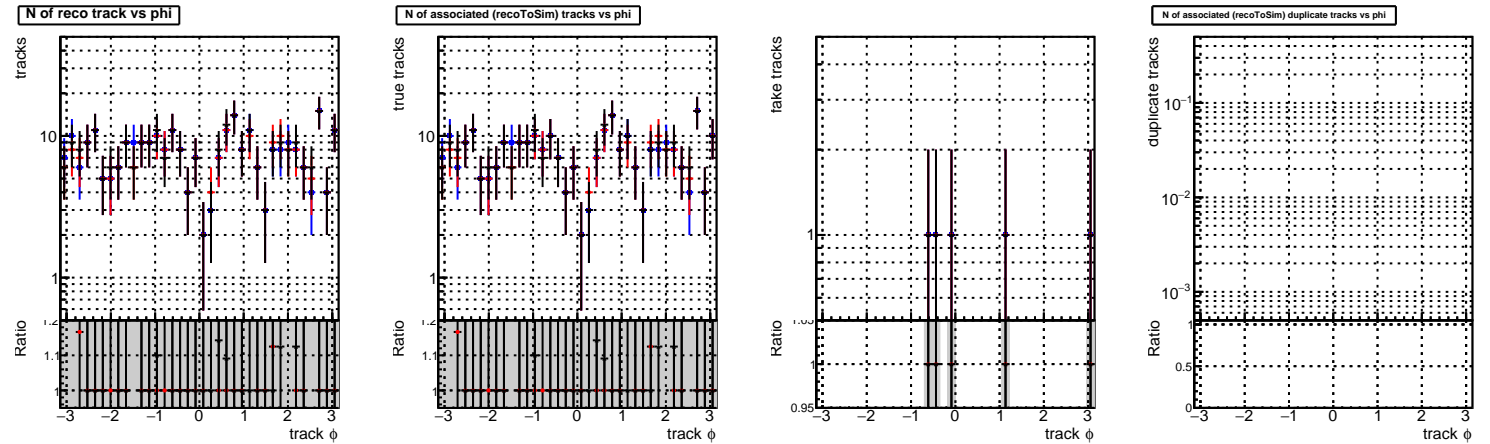 N of reco track vs phi
tracks
10
1
Ratio
1.2
1.1
1
−3 −2 −1 0 1 2 3
track ϕ
N of associated (recoToSim) tracks vs phi
true tracks
10
1
Ratio
1.2
1.1
1
−3 −2 −1 0 1 2 3
track ϕ
fake tracks
1
Ratio
1.05
1
0.95
−3 −2 −1 0 1 2 3
track ϕ
N of associated (recoToSim) duplicate tracks vs phi
duplicate tracks
10−1
10−2
10−3
Ratio
1
0.5
0
−3 −2 −1 0 1 2 3
track ϕ